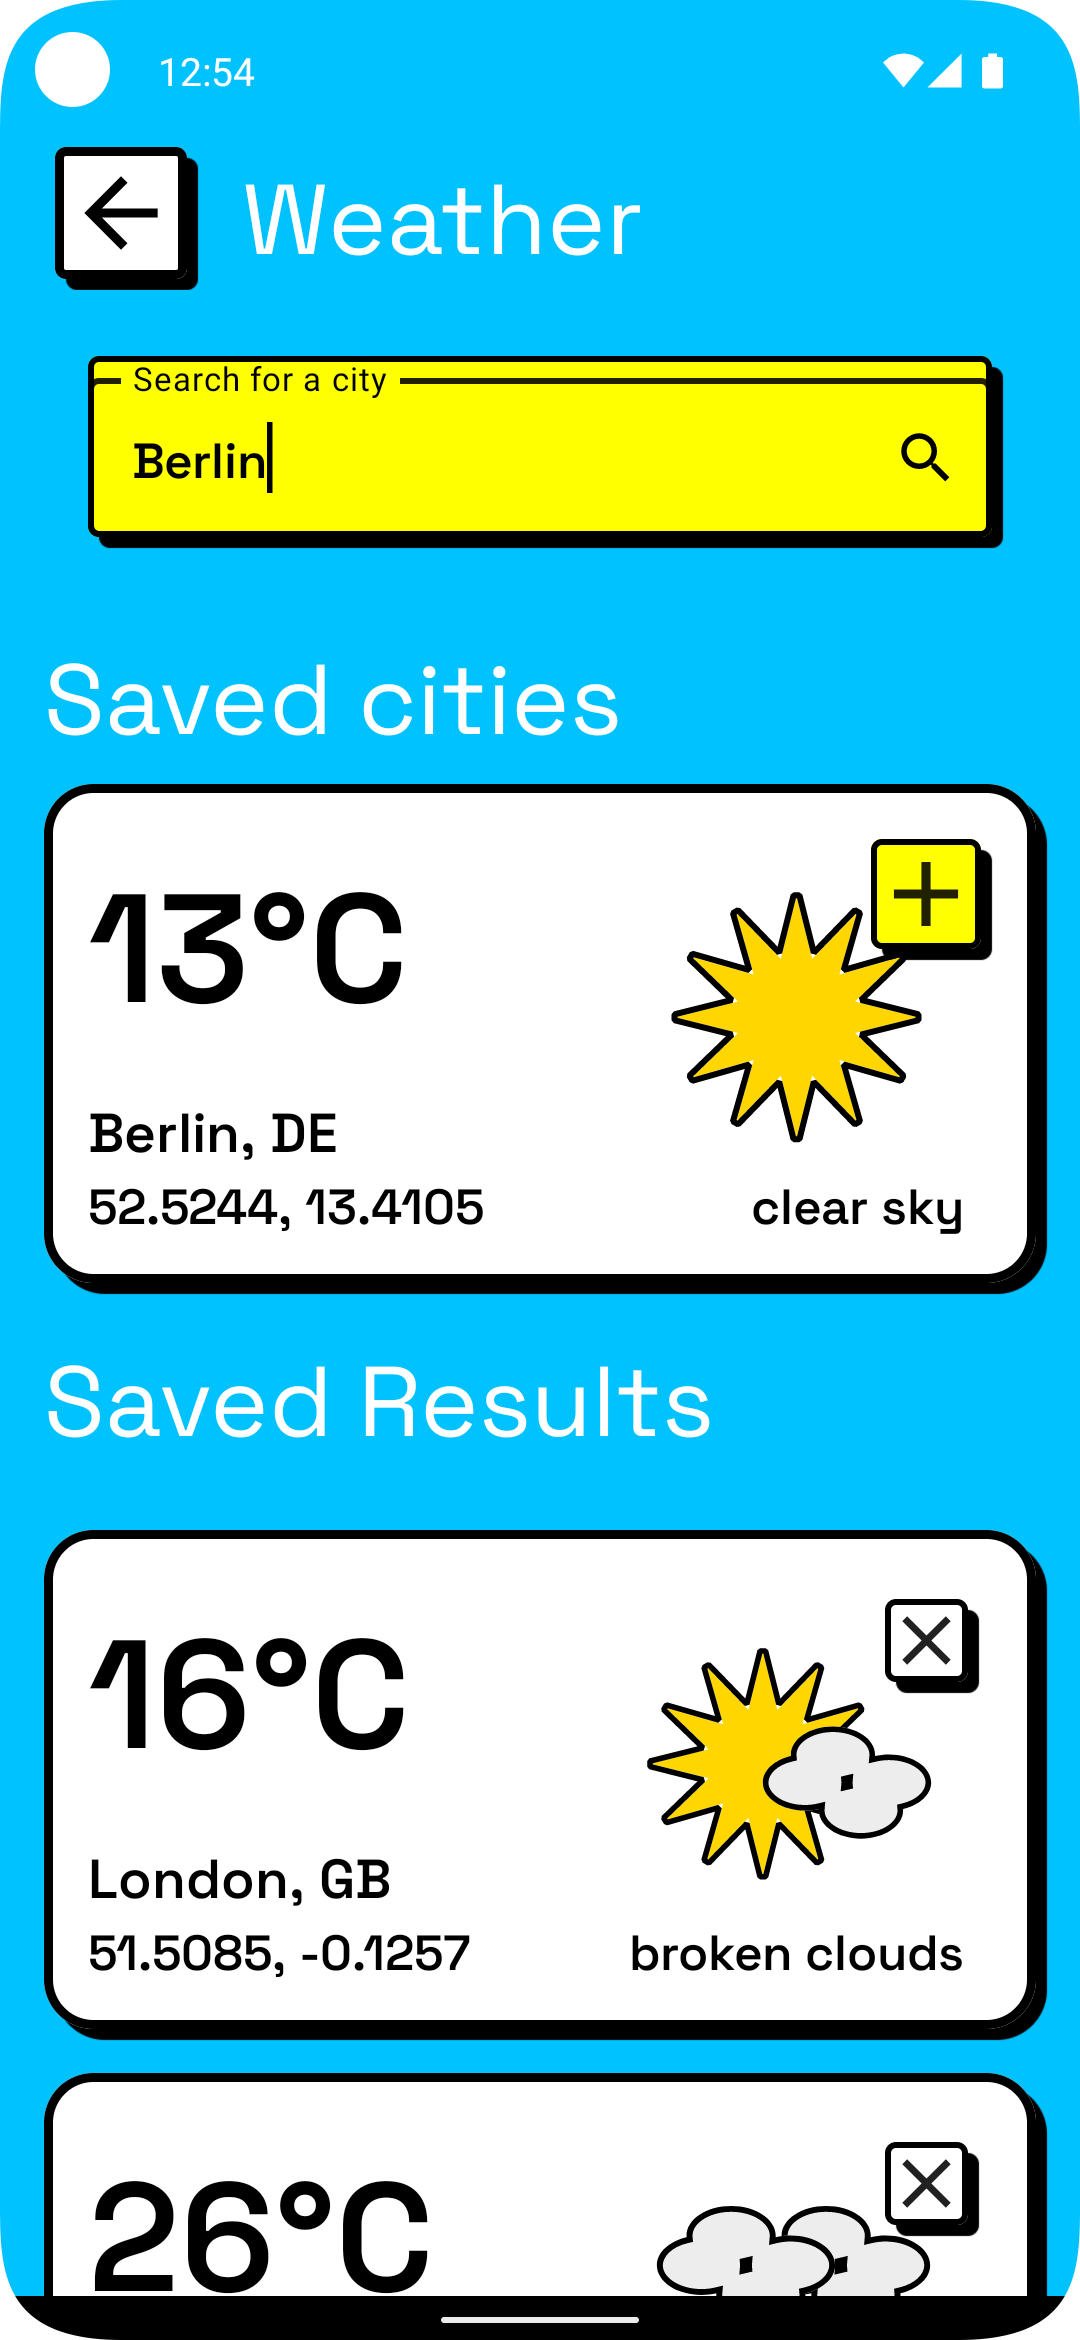 12:54
Weather
Search for a city
Berlin
Saved cities
13°C
Berlin, DE
52.5244, 13.4105
clear sky
Saved Results
16°C
London, GB
51.5085, -0.1257
broken clouds
26°C